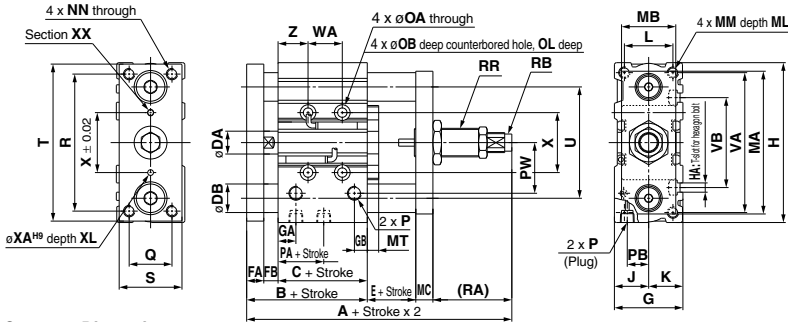 4 x NN through
Section XX
T
R
X ± 0.02
øXAH9 depth XL
Q
S
Z
WA
4 x øOA through
4 x øOB deep counterbored hole, OL deep
RR
RB
øDA
øDB
X
U
PW
2 x P
GA
GB
MT
PA + Stroke
FA
FB
C + Stroke
E + Stroke
MC
(RA)
B + Stroke
A + Stroke x 2
MB
L
4 x MM depth ML
HA: T-slot for hexagon bolt
VB
VA
MA
H
2 x P
(Plug)
PB
J
K
G